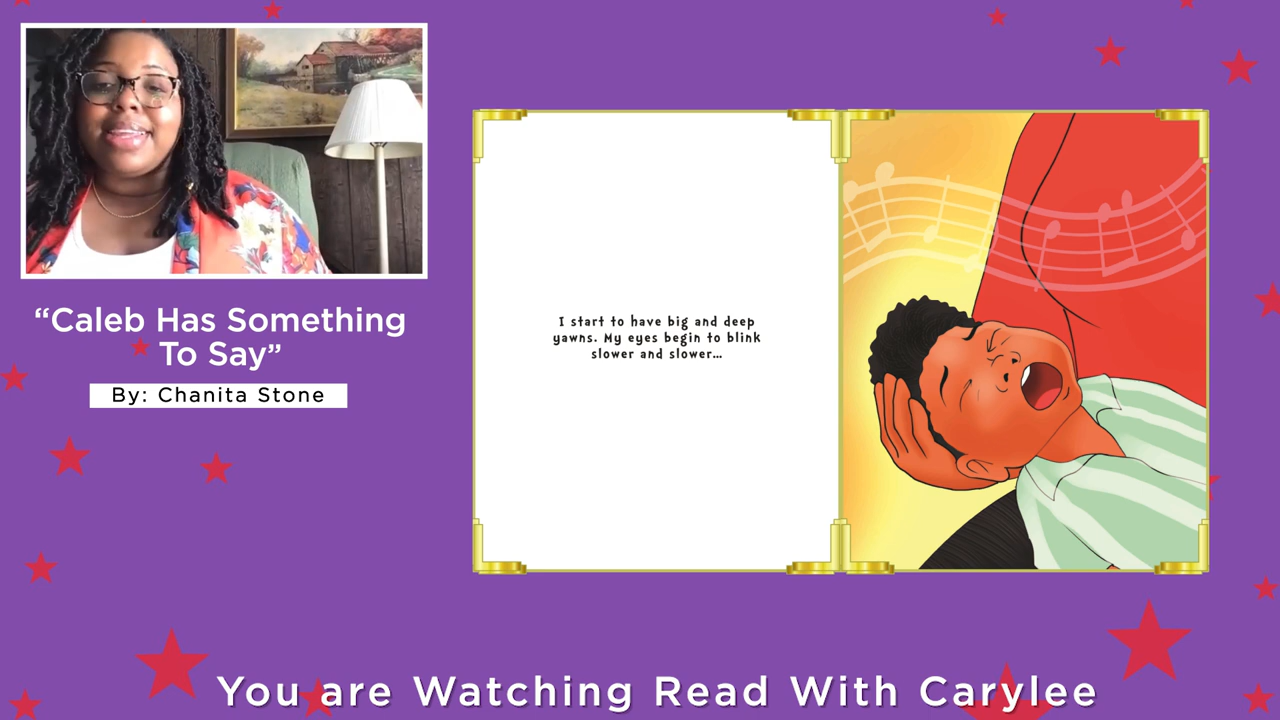 “Caleb Has Something
To Say”
By: Chanita Stone
I start to have big and deep
yawns. My eyes begin to blink
slower and slower...
You are Watching Read With Carylee